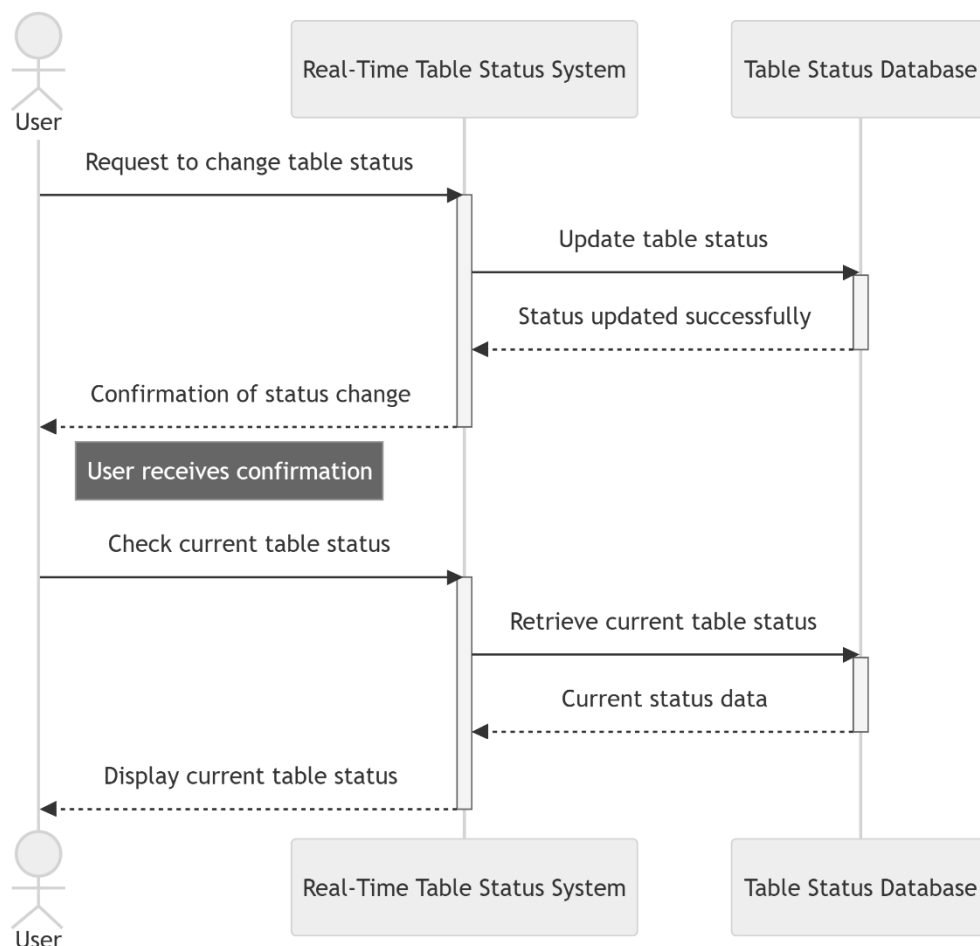 Real-Time Table Status System
Table Status Database
User
Request to change table status
Update table status
Status updated successfully
Confirmation of status change
User receives confirmation
Check current table status
Retrieve current table status
Current status data
Display current table status
Real-Time Table Status System
Table Status Database
User